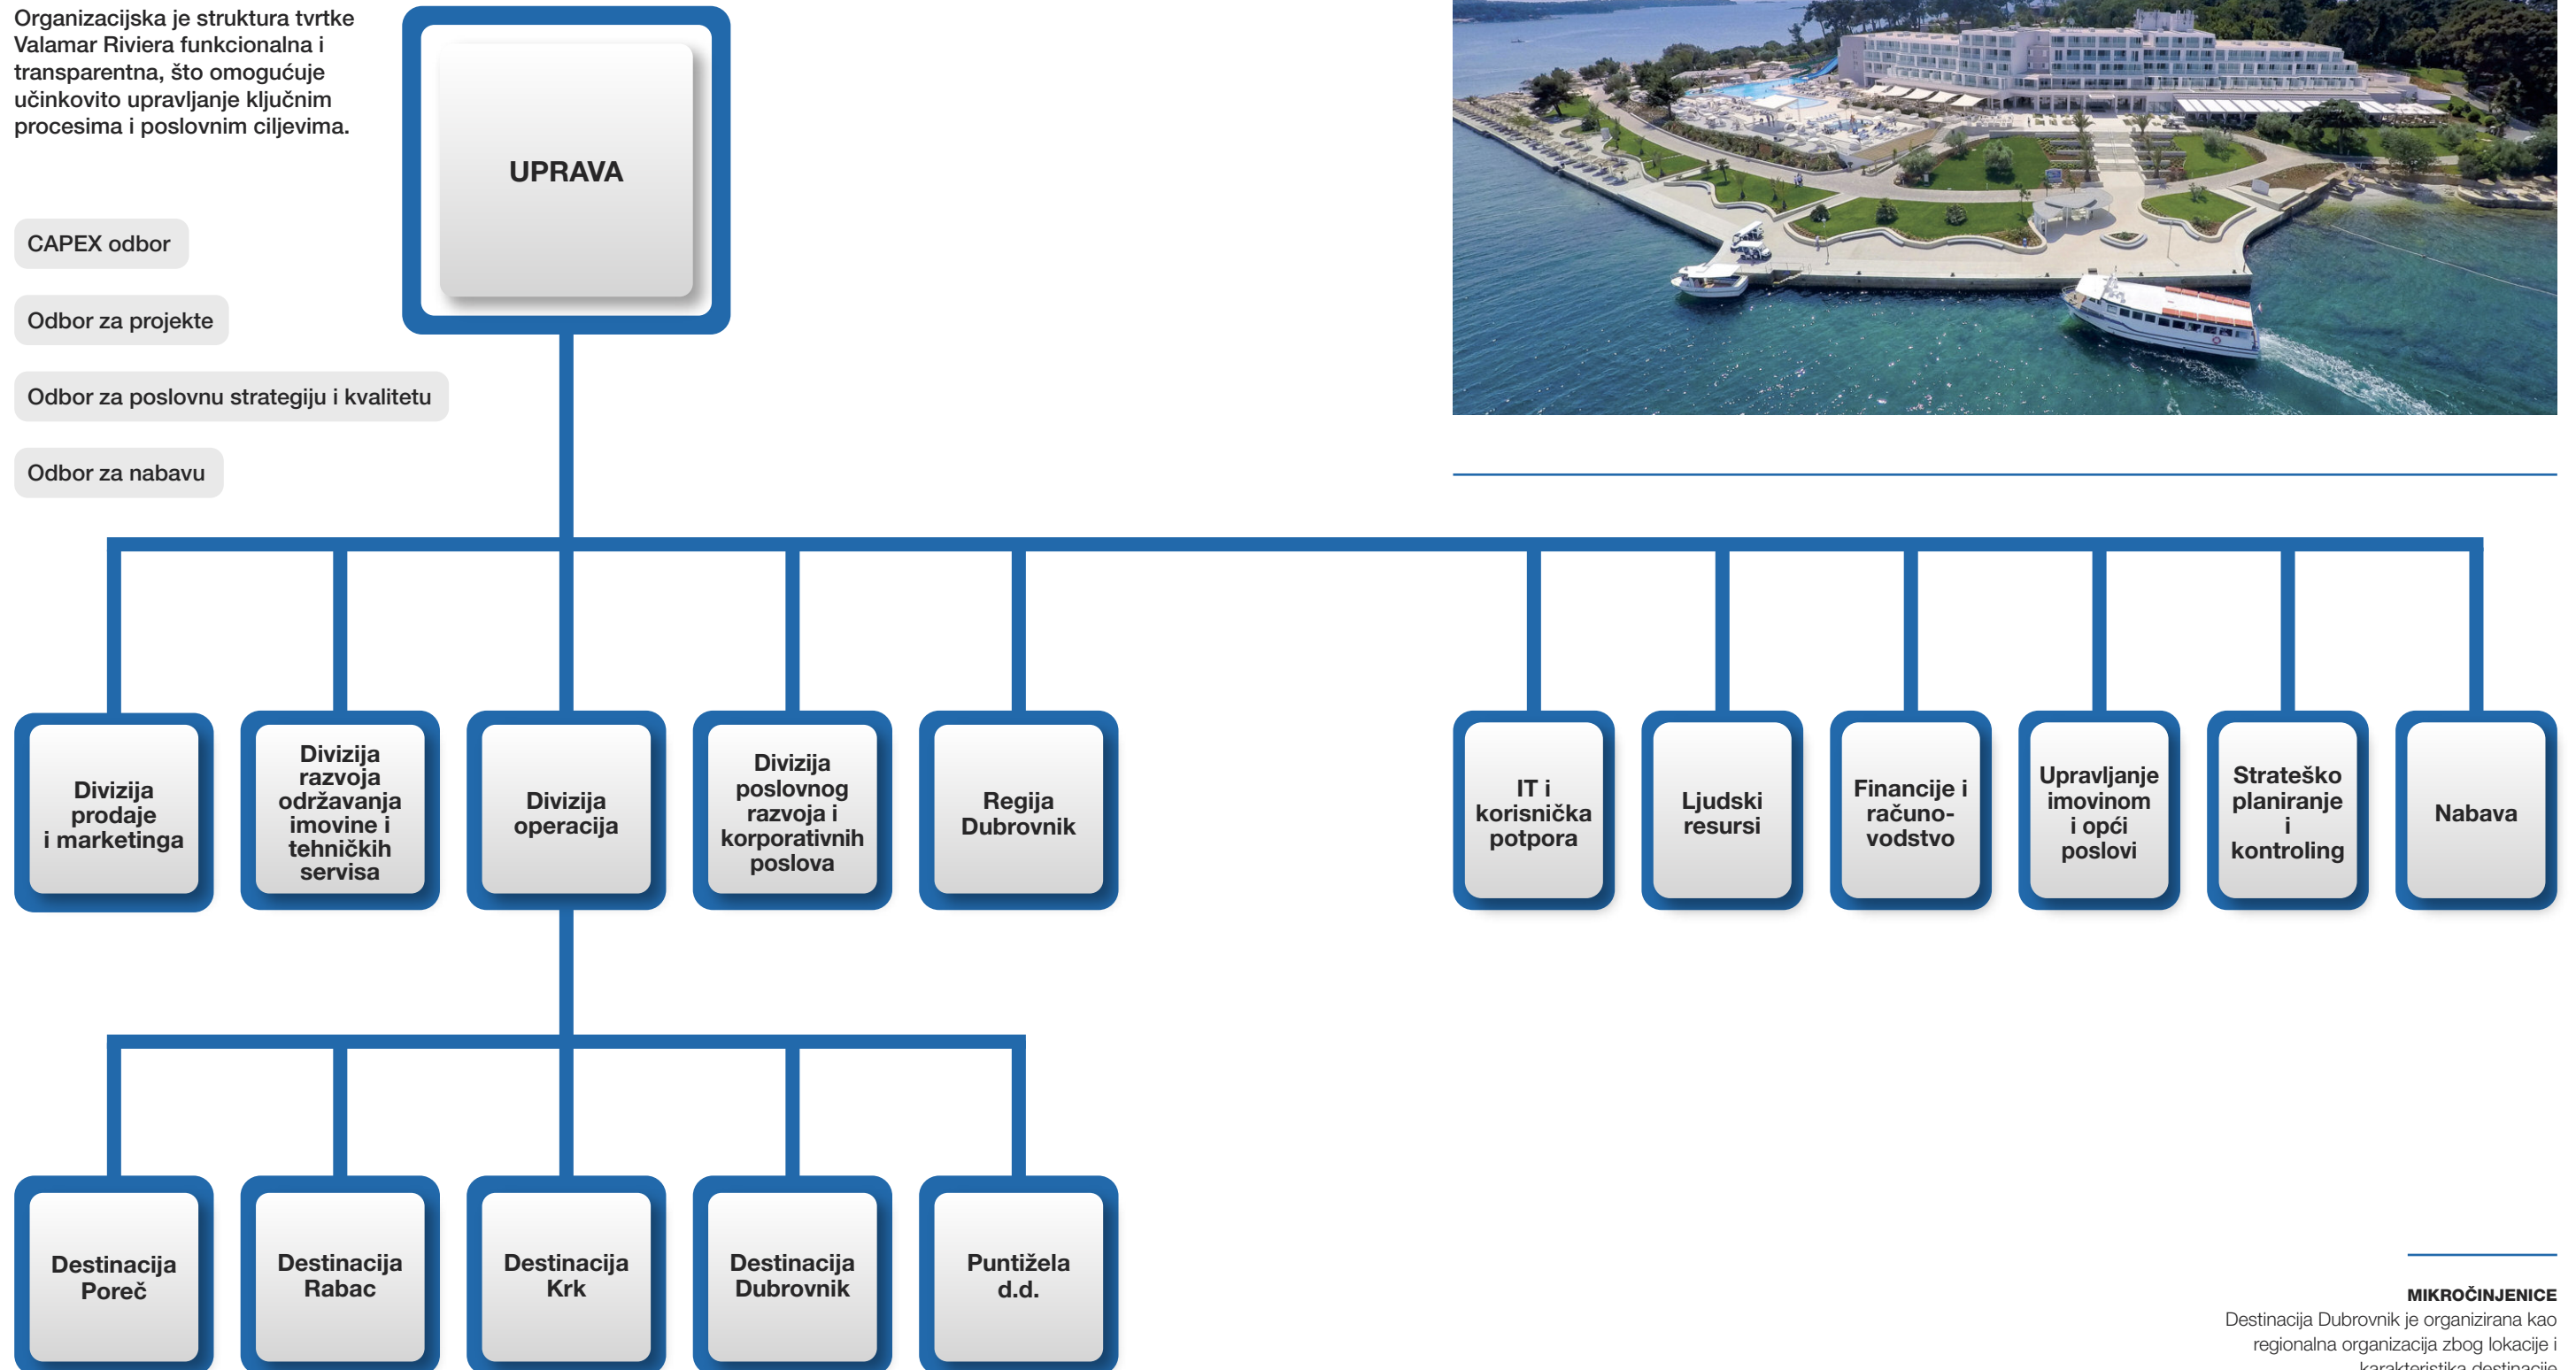 Organizacijska je struktura tvrtke
Valamar Riviera funkcionalna i
transparentna, što omogućuje
učinkovito upravljanje ključnim
procesima i poslovnim ciljevima.
UPRAVA
CAPEX odbor
Odbor za projekte
Odbor za poslovnu strategiju i kvalitetu
Odbor za nabavu
Divizija
prodaje
i marketinga
Divizija
razvoja
održavanja
imovine i
tehničkih
servisa
Divizija
operacija
Divizija
poslovnog
razvoja i
korporativnih
poslova
Regija
Dubrovnik
IT i
korisnička
potpora
Ljudski
resursi
Financije i
računo-
vodstvo
Upravljanje
imovinom
i opći
poslovi
Strateško
planiranje
i
kontroling
Nabava
Destinacija
Poreč
Destinacija
Rabac
Destinacija
Krk
Destinacija
Dubrovnik
Puntižela
d.d.
MIKROČINJENICE
Destinacija Dubrovnik je organizirana kao
regionalna organizacija zbog lokacije i
karakteristika destinacije